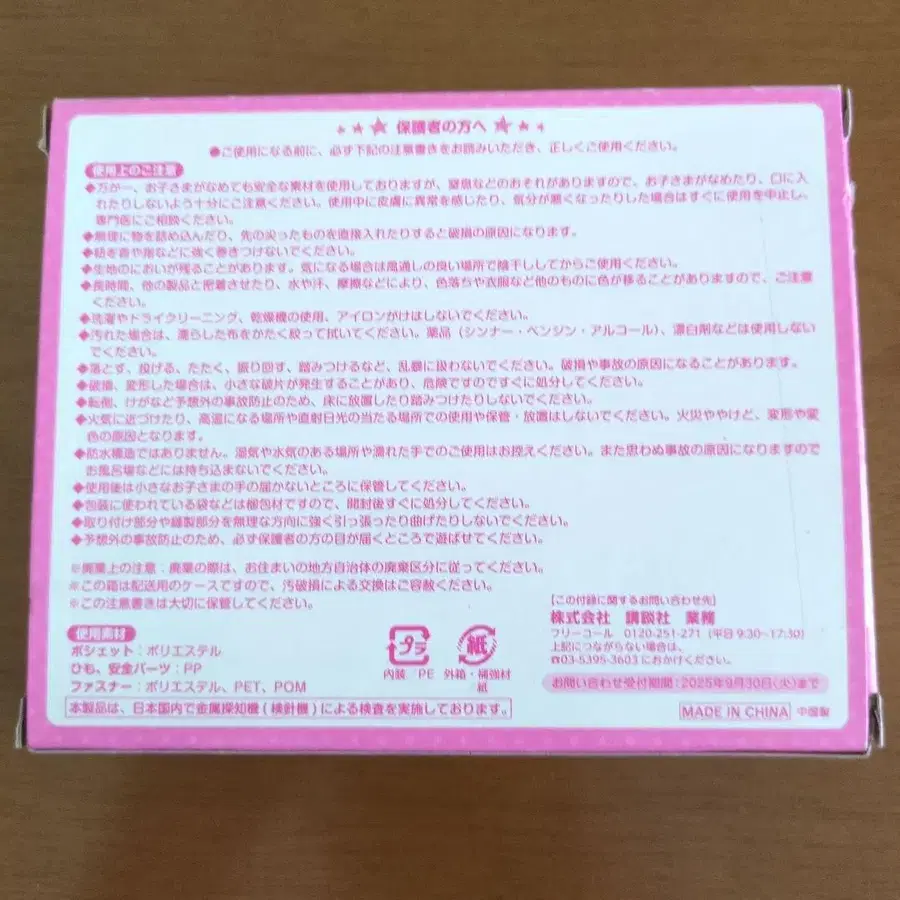 保護者の方へ
●ご使用になる前に、必ず下記の注意書きをお読みいただき、正しくご使用ください。
使用上のご注意
◆万が一、お子さまがなめても安全な素材を使用しておりますが、窒息などのおそれがありますので、お子さまがなめたり、口に入
れたりしないよう十分にご注意ください。使用中に皮膚に異常を感じたり、気分が悪くなったりした場合はすぐに使用を中止し、
専門医にご相談ください。
◆無理に物を詰め込んだり、先の尖ったものを直接入れたりすると破損の原因になります。
◆紐を首や指などに強く巻きつけないでください。
◆生地のにおいが残ることがあります。気になる場合は風通しの良い場所で陰干ししてからご使用ください。
◆長時間、他の製品と密着させたり、水や汗、摩擦などにより、色落ちや衣服など他のものに色が移ることがありますので、ご注意
ください。
◆洗濯やドライクリーニング、乾燥機の使用、アイロンがけはしないでください。
◆汚れた場合は、濡らした布をかたく絞って拭いてください。薬品（シンナー・ベンジン・アルコール）、漂白剤などは使用しない
でください。
◆落とす、投げる、たたく、振り回す、踏みつけるなど、乱暴に扱わないでください。破損や事故の原因になることがあります。
◆破損、変形した場合は、小さな破片が発生することがあり、危険ですのですぐに処分してください。
◆転倒、けがなど予想外の事故防止のため、床に放置したり踏みつけたりしないでください。
◆火気に近づけたり、高温になる場所や直射日光の当たる場所での使用や保管・放置はしないでください。火災ややけど、変形や変
色の原因となります。
◆防水構造ではありません。湿気や水気のある場所や濡れた手でのご使用はお控えください。また思わぬ事故の原因になりますので
お風呂場などには持ち込まないでください。
◆使用後は小さなお子さまの手の届かないところに保管してください。
◆包装に使われている袋などは梱包材ですので、開封後すぐに処分してください。
◆取り付け部分や縫製部分を無理な方向に強く引っ張ったり曲げたりしないでください。
◆予想外の事故防止のため、必ず保護者の方の目が届くところで遊ばせてください。
※廃棄上の注意：廃棄の際は、お住まいの地方自治体の廃棄区分に従ってください。
※この箱は配送用のケースですので、汚破損による交換はご容赦ください。
※この注意書きは大切に保管してください。
使用素材
ポシェット：ポリエステル
ひも、安全パーツ：PP
ファスナー：ポリエステル、PET、POM
本製品は、日本国内で金属探知機（検針機）による検査を実施しております。
プラ
内装 PE
紙
外箱・補強材
紙
【この付録に関するお問い合わせ先】
株式会社 講談社 業務
フリーコール 0120-251-271（平日 9:30~17:30）
上記につながらない場合は、
☎03-5395-3603 におかけください。
お問い合わせ受付期間：2025年9月30日（火）まで
MADE IN CHINA 中国製